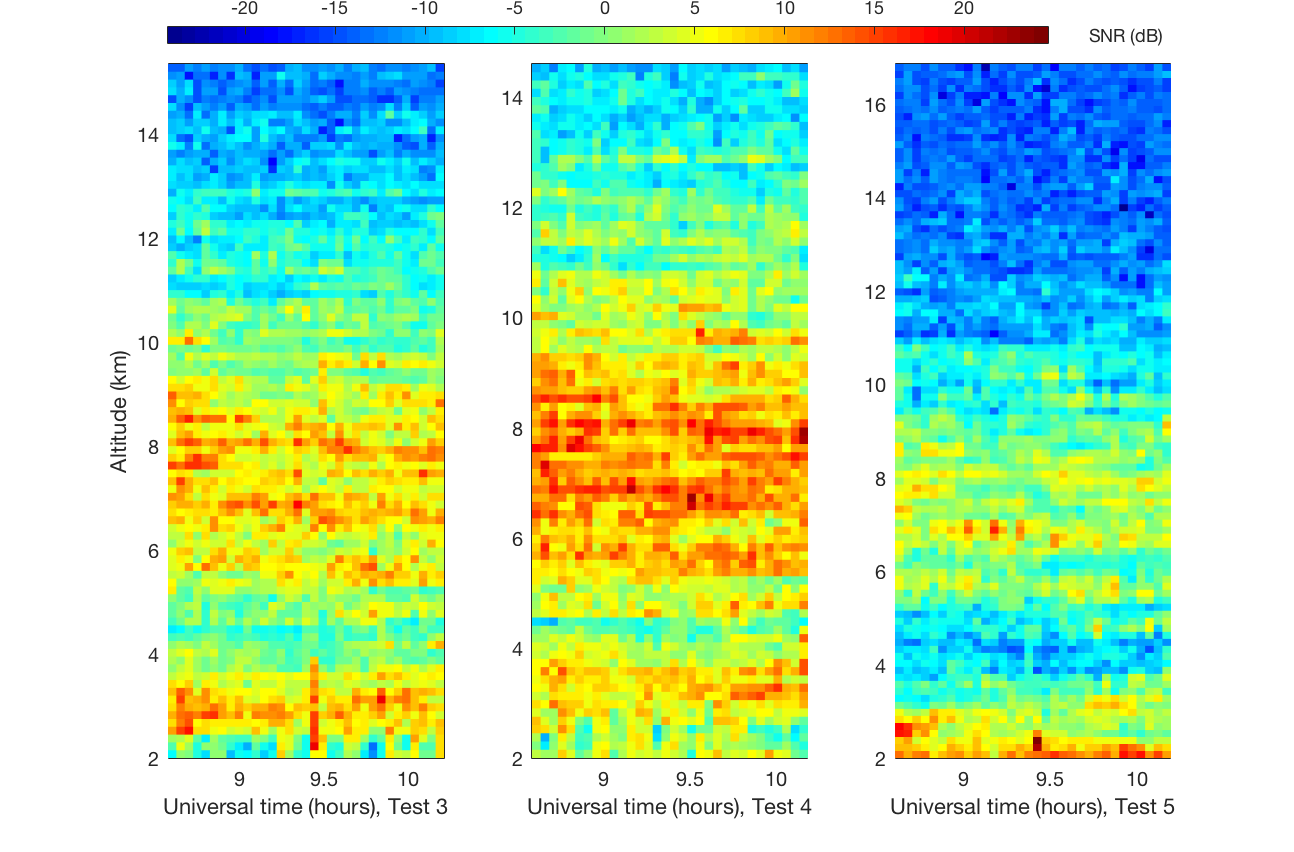 -20 -15 -10 -5 0 5 10 15 20
SNR (dB)
Altitude (km)
14
12
10
8
6
4
2
9 9.5 10
Universal time (hours), Test 3
14
12
10
8
6
4
2
9 9.5 10
Universal time (hours), Test 4
16
14
12
10
8
6
4
2
9 9.5 10
Universal time (hours), Test 5